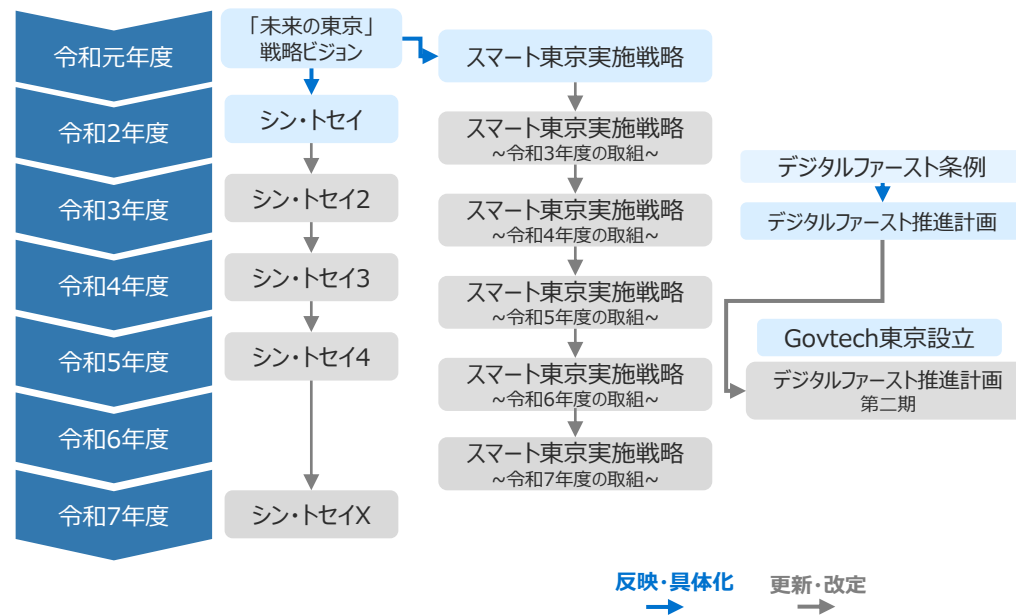 令和元年度
「未来の東京」
戦略ビジョン
スマート東京実施戦略
令和2年度
シン・トセイ
スマート東京実施戦略
~令和3年度の取組~
デジタルファースト条例
令和3年度
シン・トセイ2
スマート東京実施戦略
~令和4年度の取組~
デジタルファースト推進計画
令和4年度
シン・トセイ3
スマート東京実施戦略
~令和5年度の取組~
Govtech東京設立
令和5年度
シン・トセイ4
スマート東京実施戦略
~令和6年度の取組~
デジタルファースト推進計画
第二期
令和6年度
スマート東京実施戦略
~令和7年度の取組~
令和7年度
シン・トセイX
反映・具体化
更新・改定